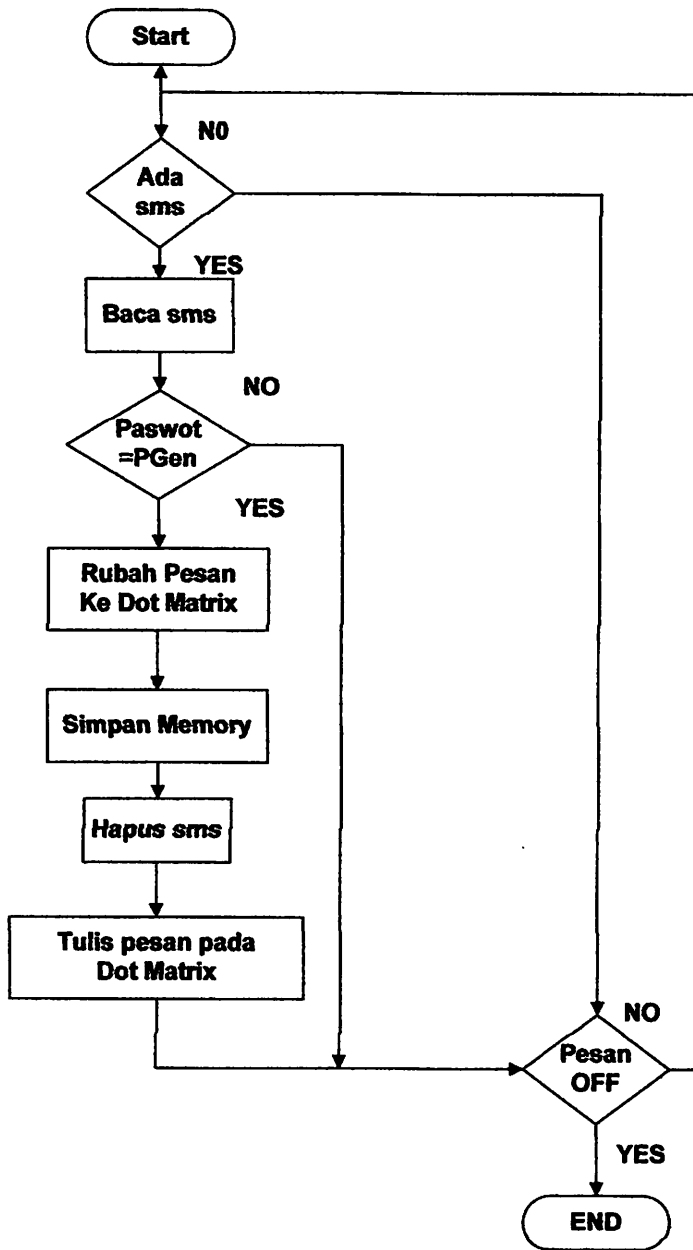 Start
N0
Ada
sms
YES
Baca sms
NO
Paswot
=PGen
YES
Rubah Pesan
Ke Dot Matrix
Simpan Memory
Hapus sms
Tulis pesan pada
Dot Matrix
NO
Pesan
OFF
YES
END